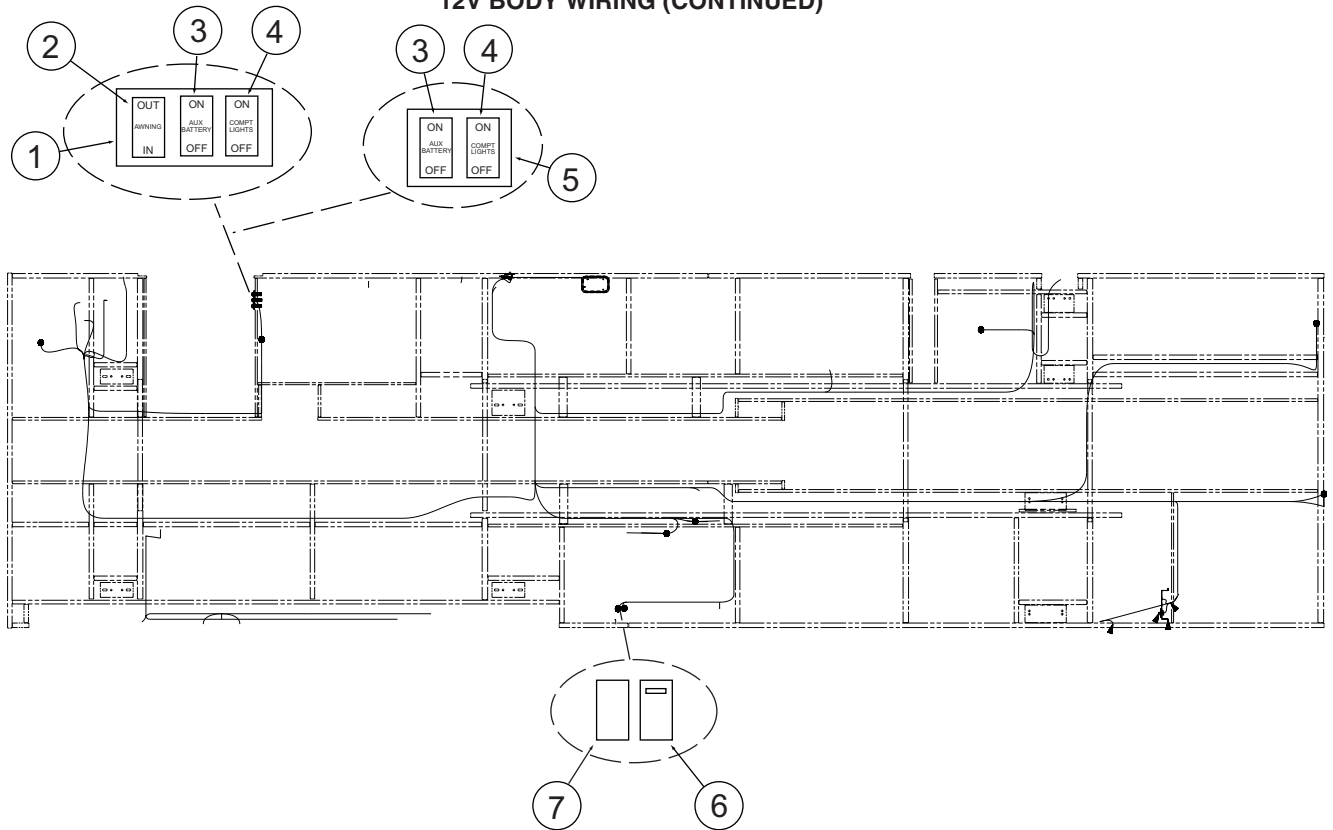 12V BODY WIRING (CONTINUED)
2
3
4
3
4
OUT
AWNING
IN
ON
AUX
BATTERY
OFF
ON
COMPT
LIGHTS
OFF
1
ON
AUX
BATTERY
OFF
ON
COMPT
LIGHTS
OFF
5
7
6